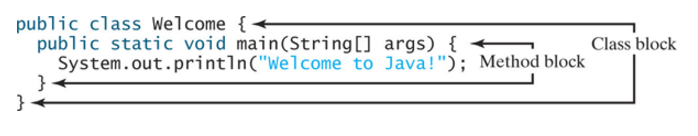 public class Welcome {
public static void main(String[] args) {
Class block
System.out.println("Welcome to Java!");
Method block
}
}